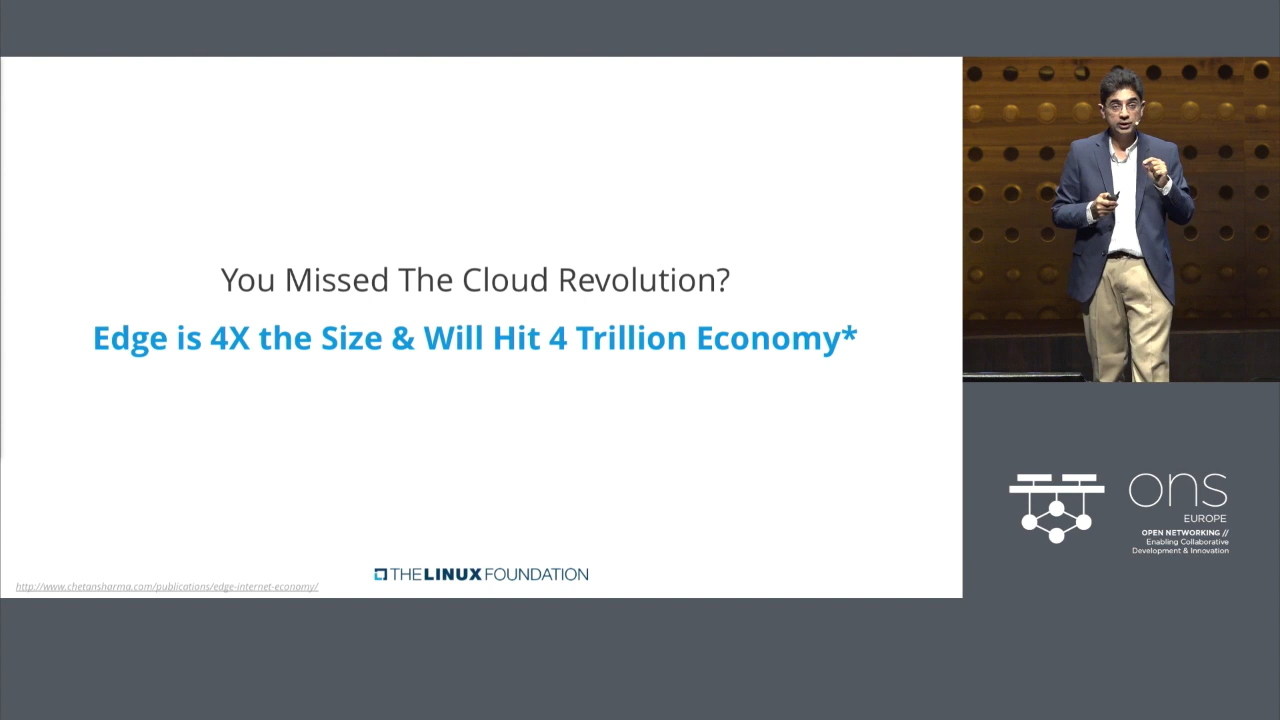 You Missed The Cloud Revolution?
Edge is 4X the Size & Will Hit 4 Trillion Economy*
http://www.chetansharma.com/publications/edge-internet-economy/
THE LINUX FOUNDATION
ons
EUROPE
OPEN NETWORKING //
Enabling Collaborative
Development & Innovation